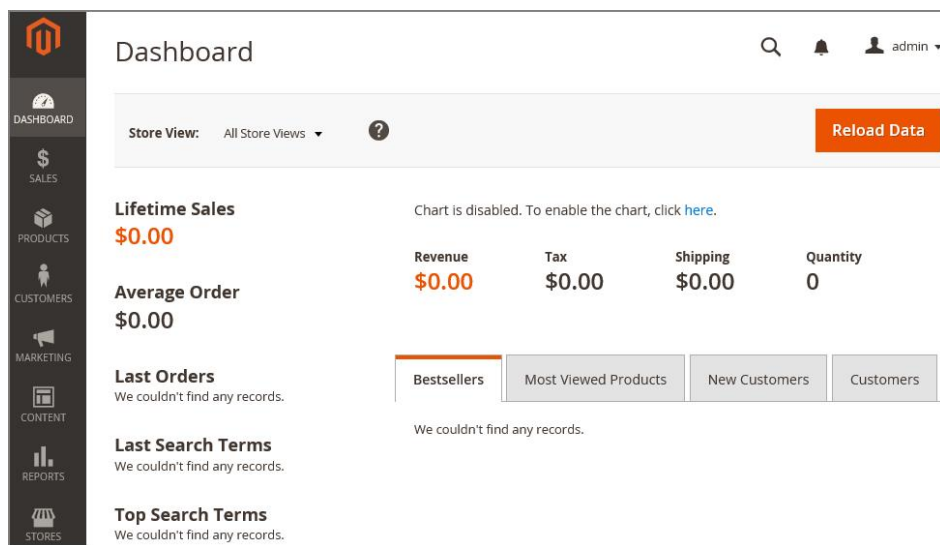 Dashboard
admin
DASHBOARD
Store View: All Store Views
?
Reload Data
SALES
PRODUCTS
CUSTOMERS
MARKETING
CONTENT
REPORTS
STORES
Lifetime Sales
$0.00
Average Order
$0.00
Last Orders
We couldn't find any records.
Last Search Terms
We couldn't find any records.
Top Search Terms
We couldn't find any records.
Chart is disabled. To enable the chart, click here.
Revenue Tax Shipping Quantity
$0.00 $0.00 $0.00 0
Bestsellers Most Viewed Products New Customers Customers
We couldn't find any records.